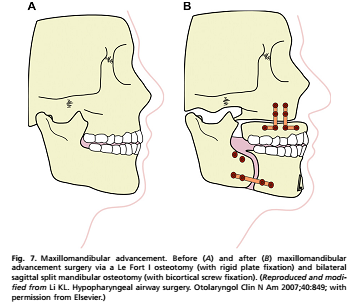 A
B
Fig. 7. Maxillomandibular advancement. Before (A) and after (B) maxillomandibular
advancement surgery via a Le Fort I osteotomy (with rigid plate fixation) and bilateral
sagittal split mandibular osteotomy (with bicortical screw fixation). (Reproduced and modi-
fied from Li KL. Hypopharyngeal airway surgery. Otolaryngol Clin N Am 2007;40:849; with
permission from Elsevier.)